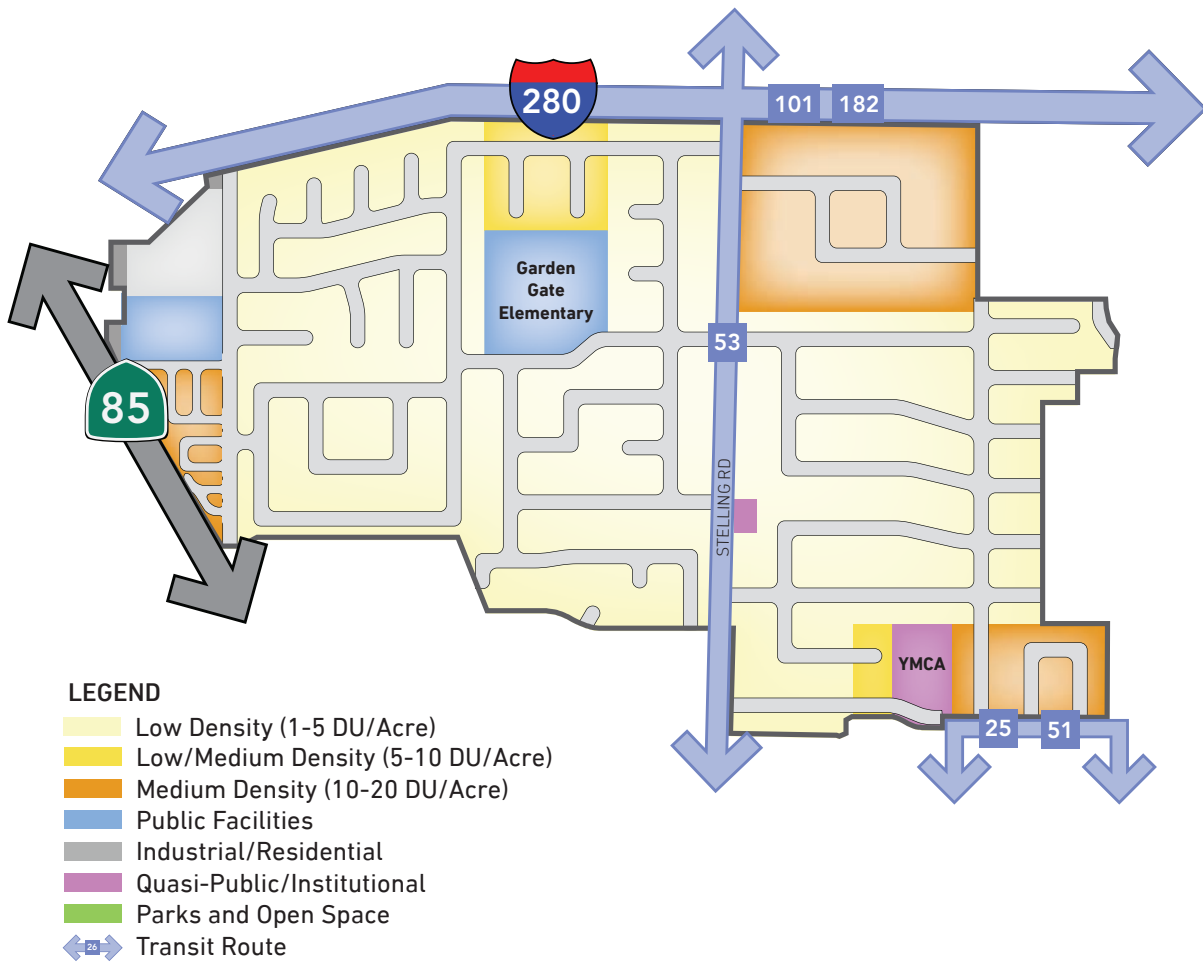 280
101
182
Garden
Gate
Elementary
53
85
STELLING RD
YMCA
25
51
LEGEND
Low Density (1-5 DU/Acre)
Low/Medium Density (5-10 DU/Acre)
Medium Density (10-20 DU/Acre)
Public Facilities
Industrial/Residential
Quasi-Public/Institutional
Parks and Open Space
26
Transit Route